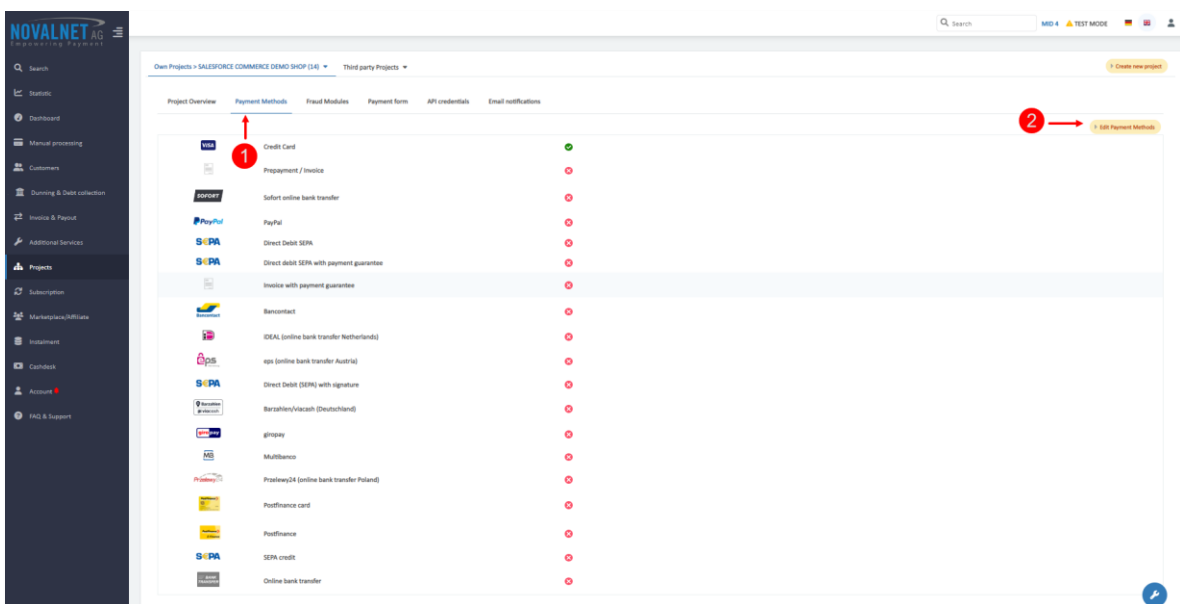 NOVALNET AG
Empowering Payment
Search
MID 4 TEST MODE
Search
Statistic
Dashboard
Manual processing
Customers
Dunning & Debt collection
Invoice & Payout
Additional Services
Projects
Subscription
Marketplace/Affiliate
Instalment
Cashdesk
Account
FAQ & Support
Own Projects > SALESFORCE COMMERCE DEMO SHOP (14) Third party Projects
> Create new project
Project Overview Payment Methods Fraud Modules Payment form API credentials Email notifications
1
2
> Edit Payment Methods
VISA Credit Card
Prepayment / Invoice
SOFORT Sofort online bank transfer
PayPal PayPal
SEPA Direct Debit SEPA
SEPA Direct debit SEPA with payment guarantee
Invoice with payment guarantee
Bancontact Bancontact
iDEAL (online bank transfer Netherlands)
eps eps (online bank transfer Austria)
SEPA Direct Debit (SEPA) with signature
Barzahlen viacash Barzahlen/viacash (Deutschland)
giropay giropay
MB Multibanco
Przelewy24 Przelewy24 (online bank transfer Poland)
Postfinance card
Postfinance
SEPA SEPA credit
BANK TRANSFER Online bank transfer